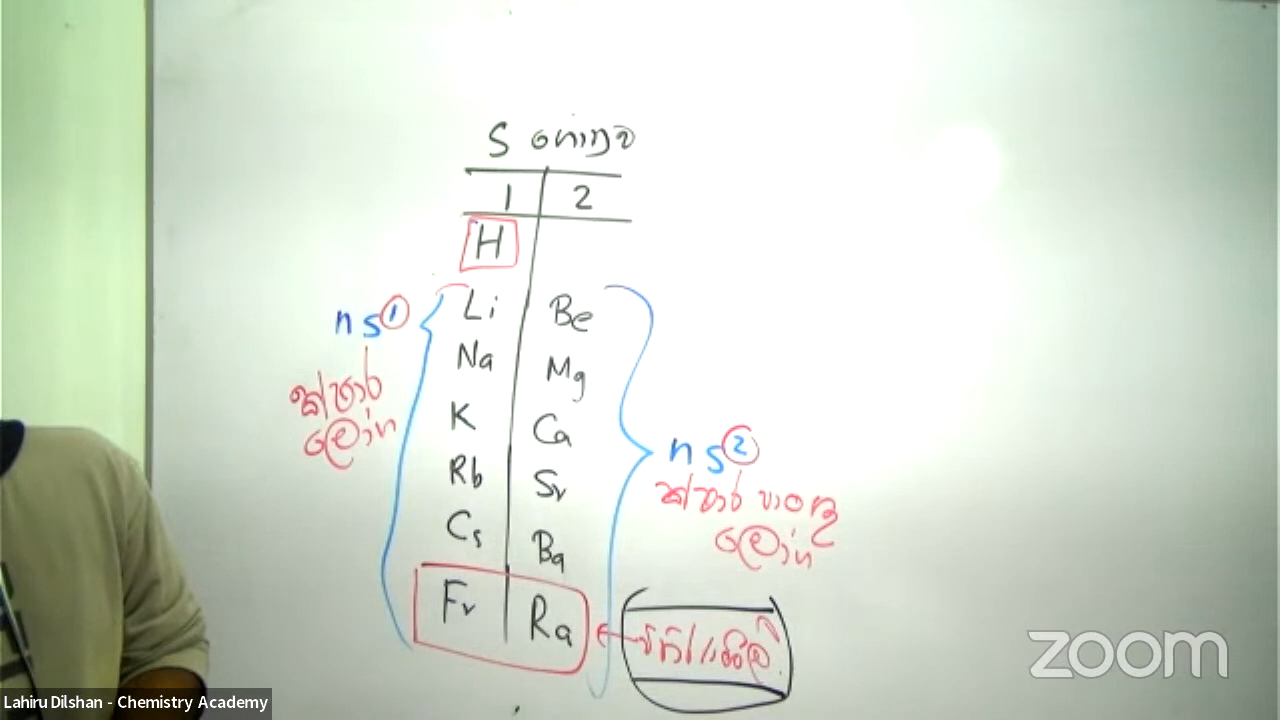 S ගොනුව
1 2
H
Li Be
Na Mg
K Ca
Rb Sr
Cs Ba
Fr Ra
ns①
ක්ෂාර
ලෝහ
ns②
ක්ෂාර පාංශු
ලෝහ
විකිරණශීලී
zoom
Lahiru Dilshan - Chemistry Academy